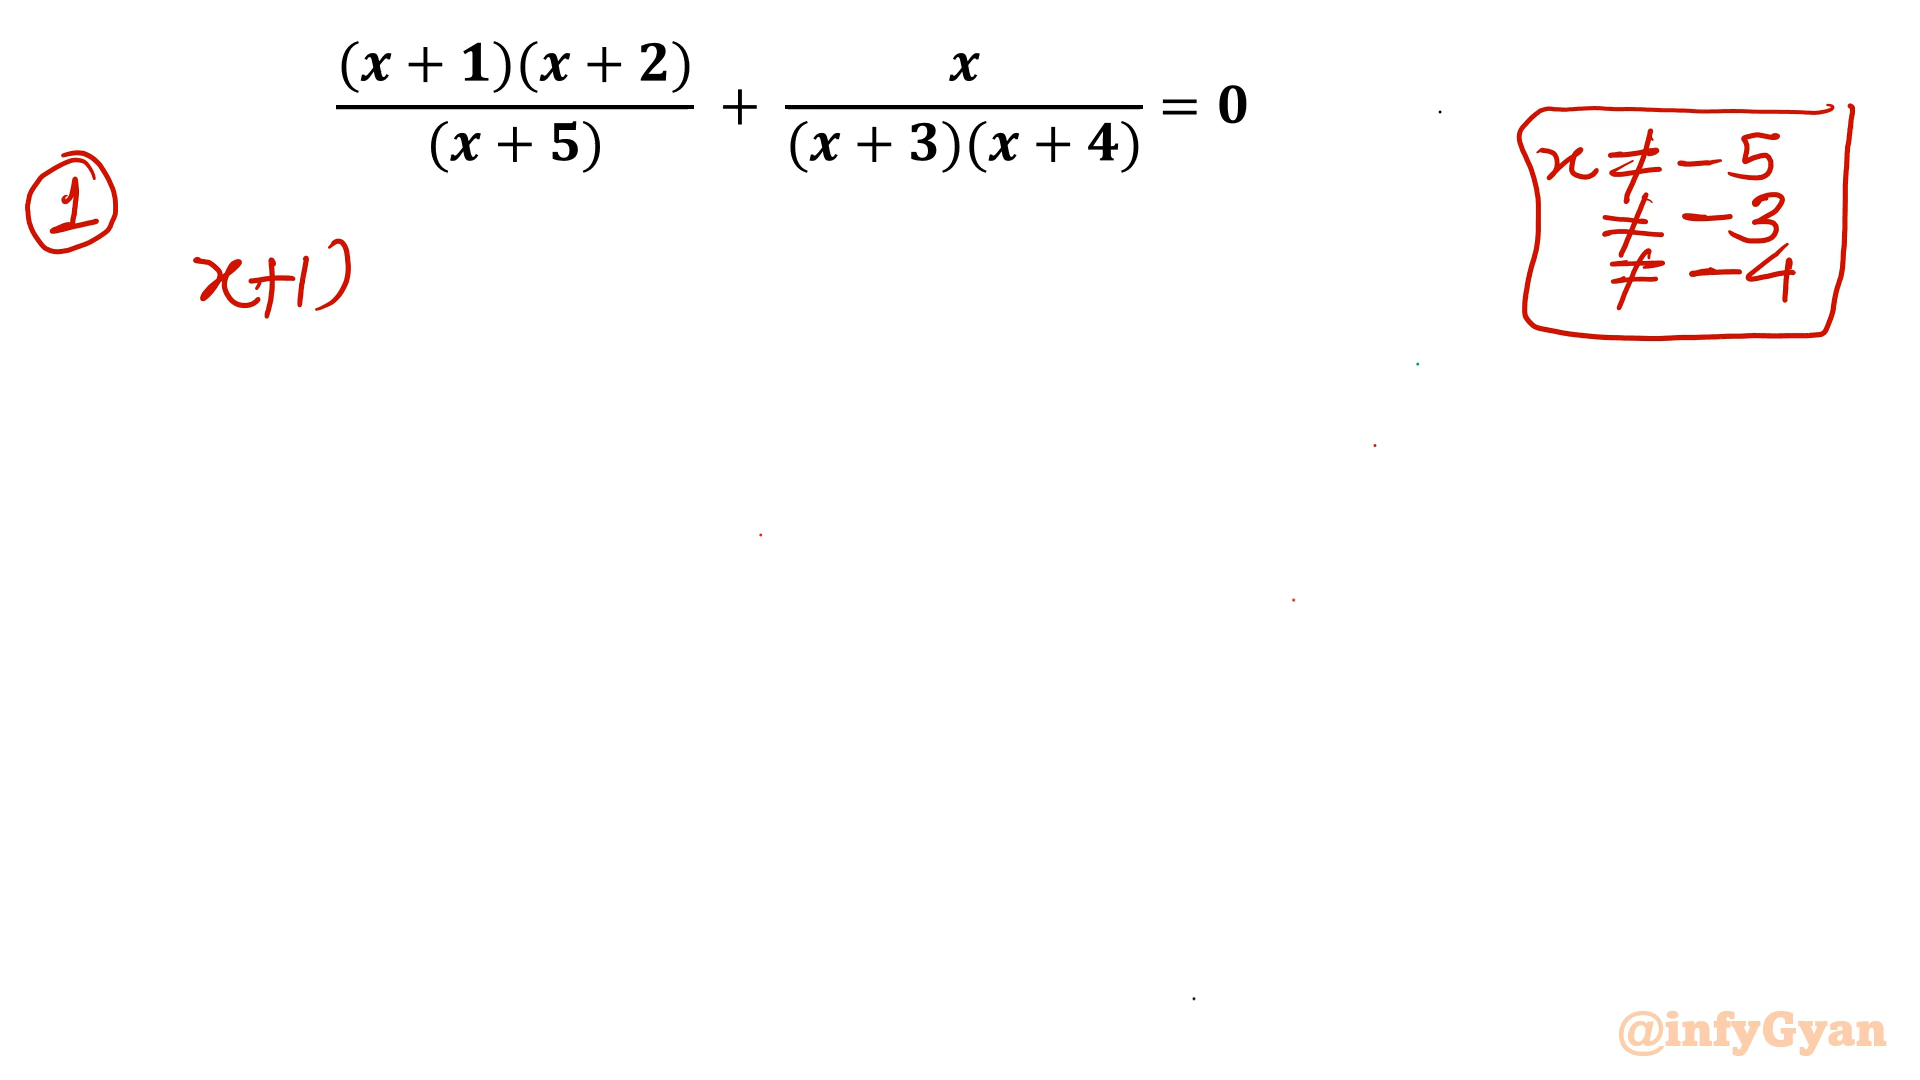 (x + 1)(x + 2)/(x + 5) + x/((x + 3)(x + 4)) = 0
x ≠ -5
≠ -3
≠ -4
1
x+1)
@infyGyan